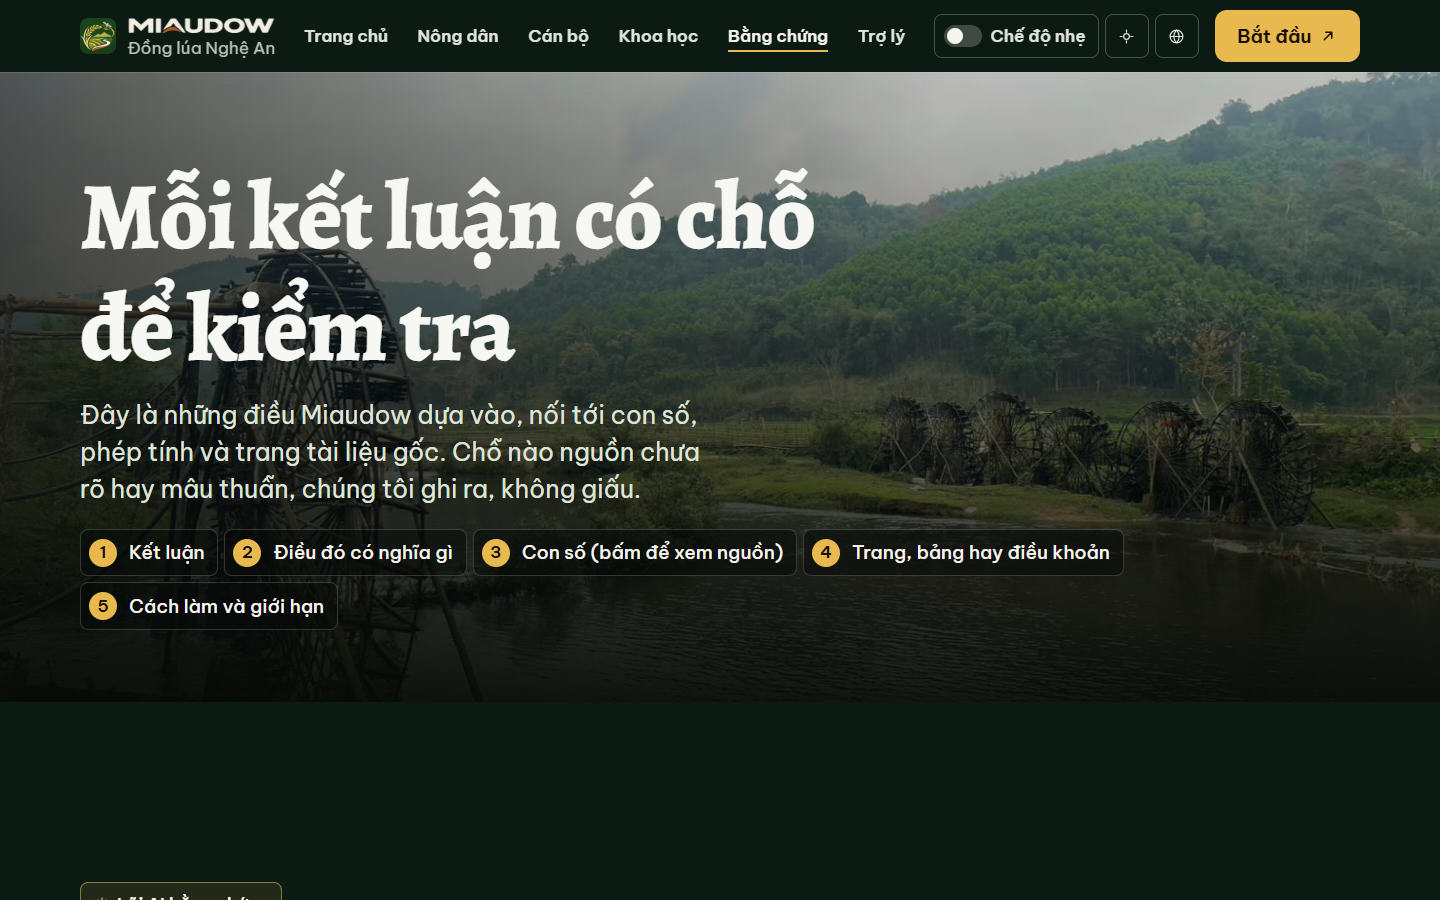 MIAUDOW
Đồng lúa Nghệ An
Trang chủ
Nông dân
Cán bộ
Khoa học
Bằng chứng
Trợ lý
Chế độ nhẹ
Bắt đầu
Mỗi kết luận có chỗ
để kiểm tra
Đây là những điều Miaudow dựa vào, nối tới con số,
phép tính và trang tài liệu gốc. Chỗ nào nguồn chưa
rõ hay mâu thuẫn, chúng tôi ghi ra, không giấu.
1 Kết luận
2 Điều đó có nghĩa gì
3 Con số (bấm để xem nguồn)
4 Trang, bảng hay điều khoản
5 Cách làm và giới hạn